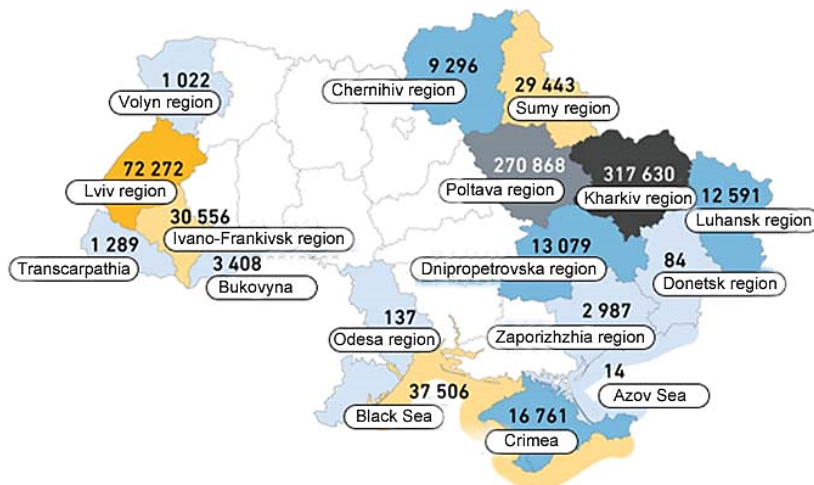 1 022
Volyn region
9 296
Chernihiv region
29 443
Sumy region
72 272
Lviv region
270 868
Poltava region
317 630
Kharkiv region
12 591
Luhansk region
30 556
Ivano-Frankivsk region
1 289
Transcarpathia
3 408
Bukovyna
13 079
Dnipropetrovska region
84
Donetsk region
137
Odesa region
2 987
Zaporizhzhia region
14
Azov Sea
37 506
Black Sea
16 761
Crimea